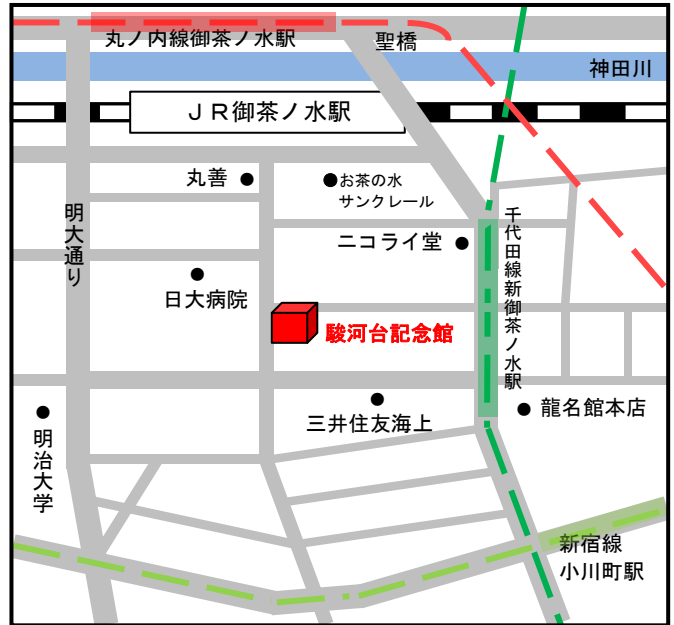 丸ノ内線御茶ノ水駅
聖橋
神田川
ＪＲ御茶ノ水駅
丸善
お茶の水
サンクレール
明大通り
ニコライ堂
千代田線新御茶ノ水駅
日大病院
駿河台記念館
三井住友海上
龍名館本店
明治大学
新宿線
小川町駅